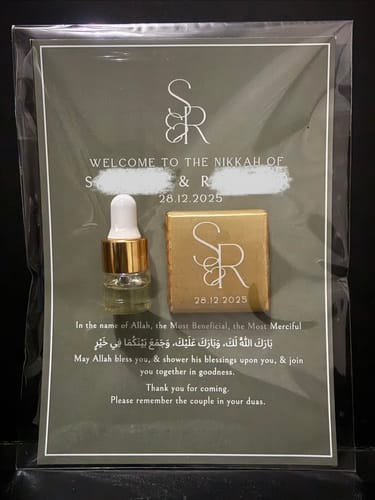 S&R
WELCOME TO THE NIKKAH OF
S & R
28.12.2025
S&R
28.12.2025
In the name of Allah, the Most Beneficial, the Most Merciful
بَارَكَ اللهُ لَكَ، وَبَارَكَ عَلَيْكَ، وَجَمَعَ بَيْنَكُمَا فِي خَيْرٍ
May Allah bless you, & shower his blessings upon you, & join
you together in goodness.
Thank you for coming.
Please remember the couple in your duas.